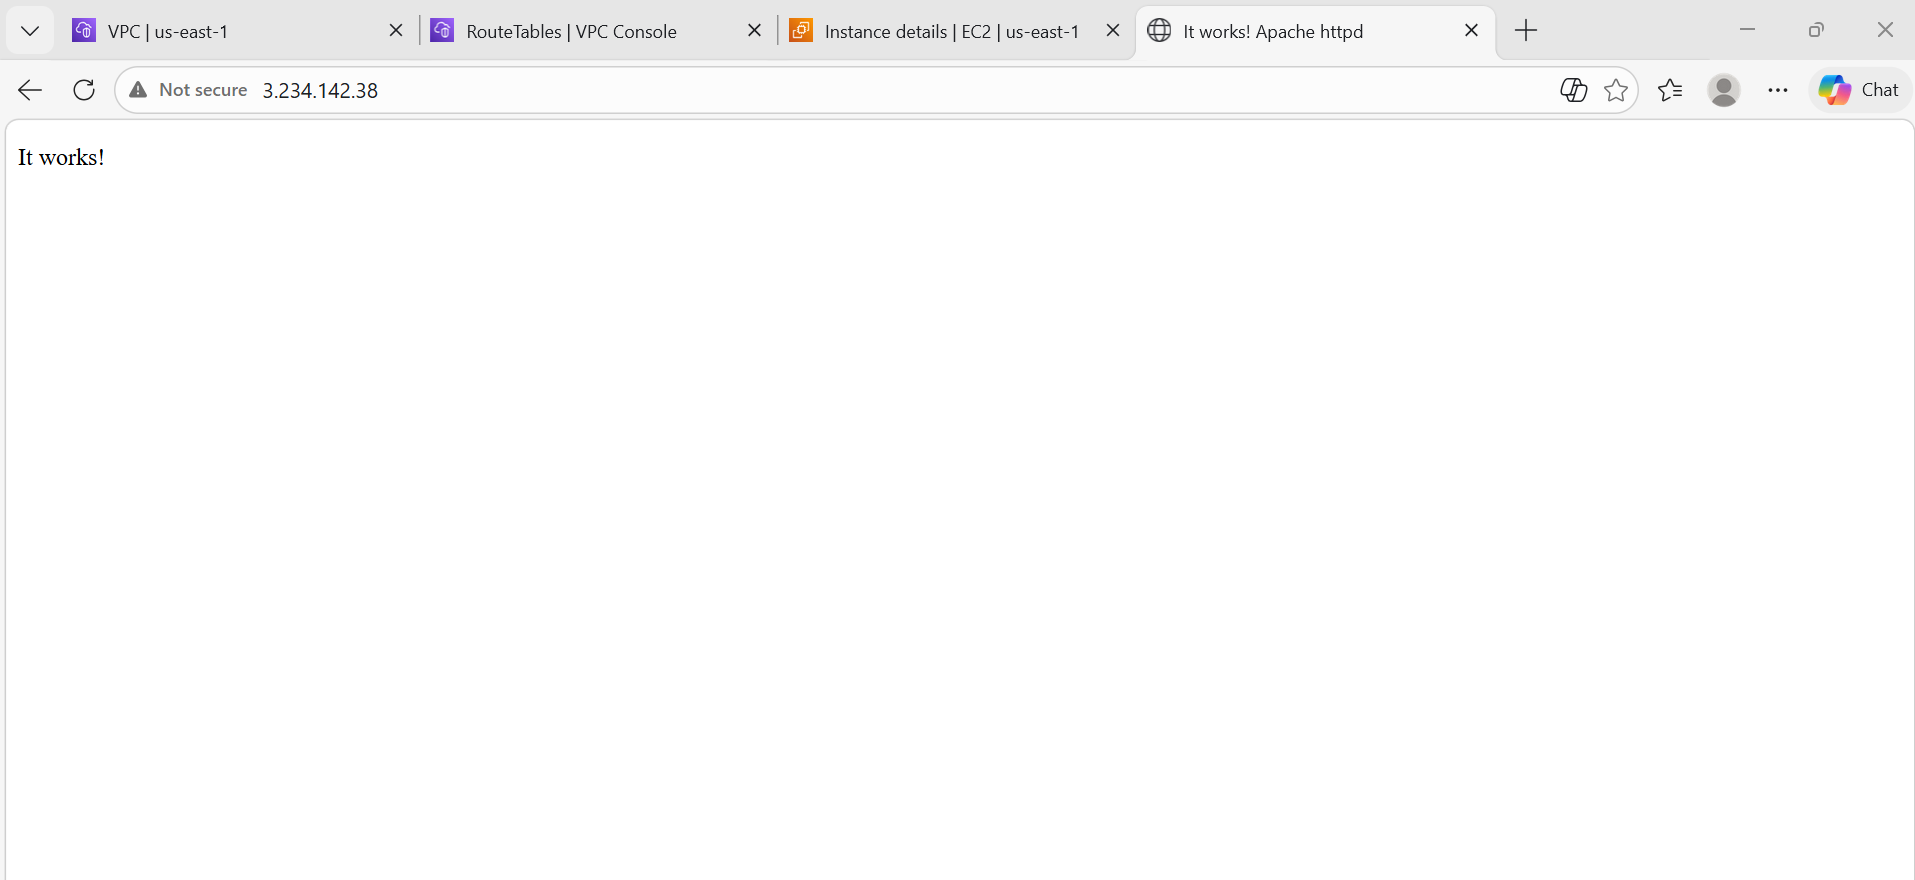 VPC | us-east-1
RouteTables | VPC Console
Instance details | EC2 | us-east-1
It works! Apache httpd
Not secure 3.234.142.38
Chat
It works!